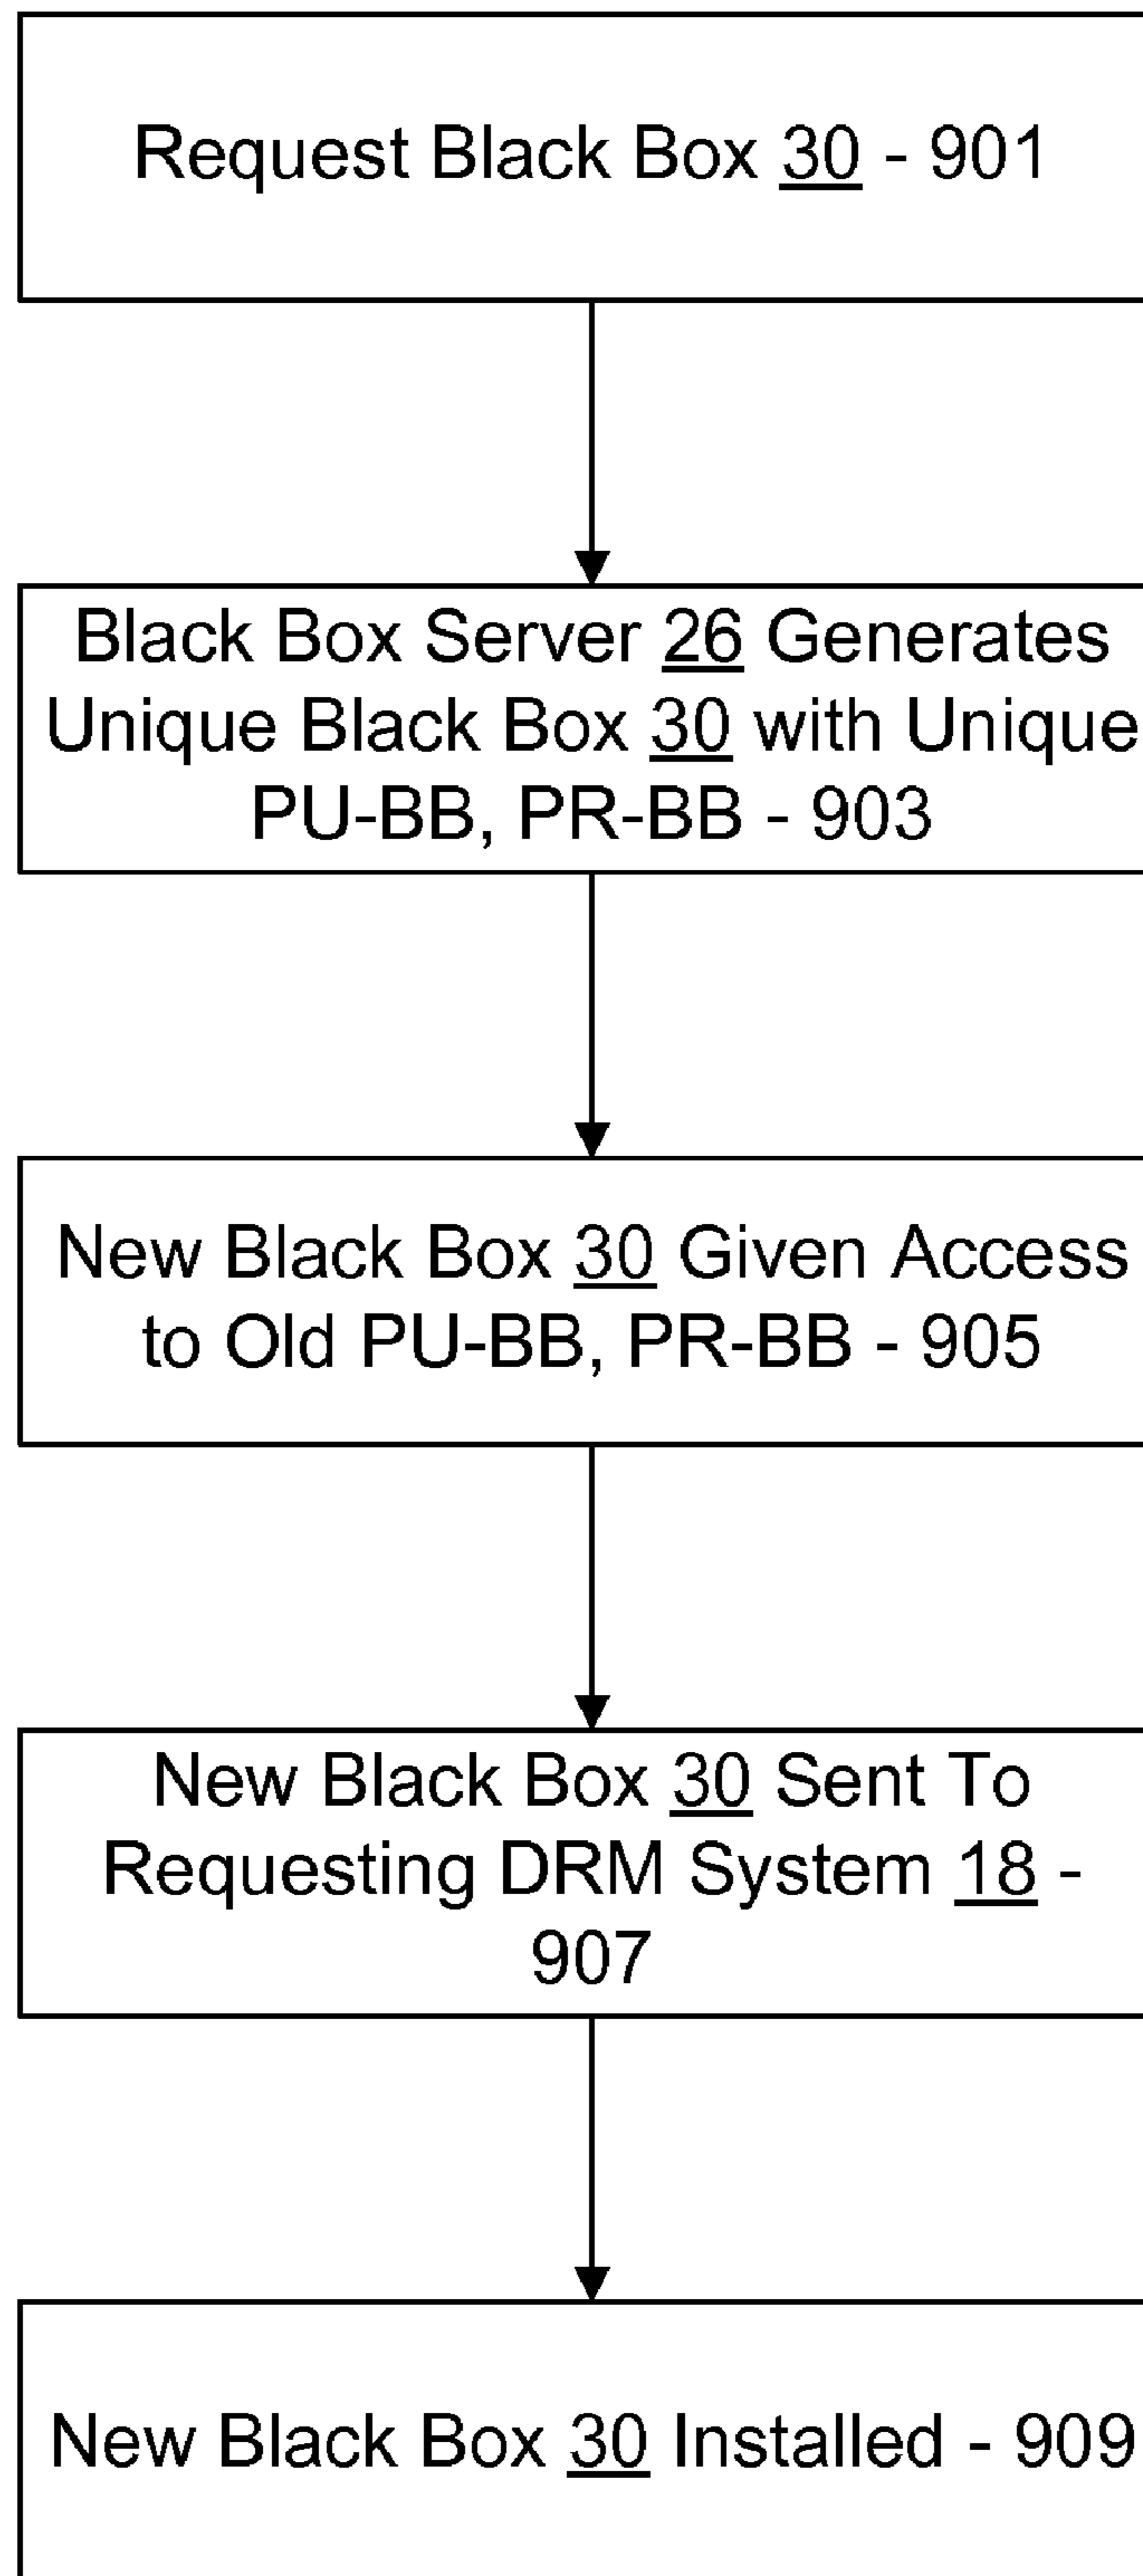 Request Black Box 30 - 901
Black Box Server 26 Generates
Unique Black Box 30 with Unique
PU-BB, PR-BB - 903
New Black Box 30 Given Access
to Old PU-BB, PR-BB - 905
New Black Box 30 Sent To
Requesting DRM System 18 -
907
New Black Box 30 Installed - 909